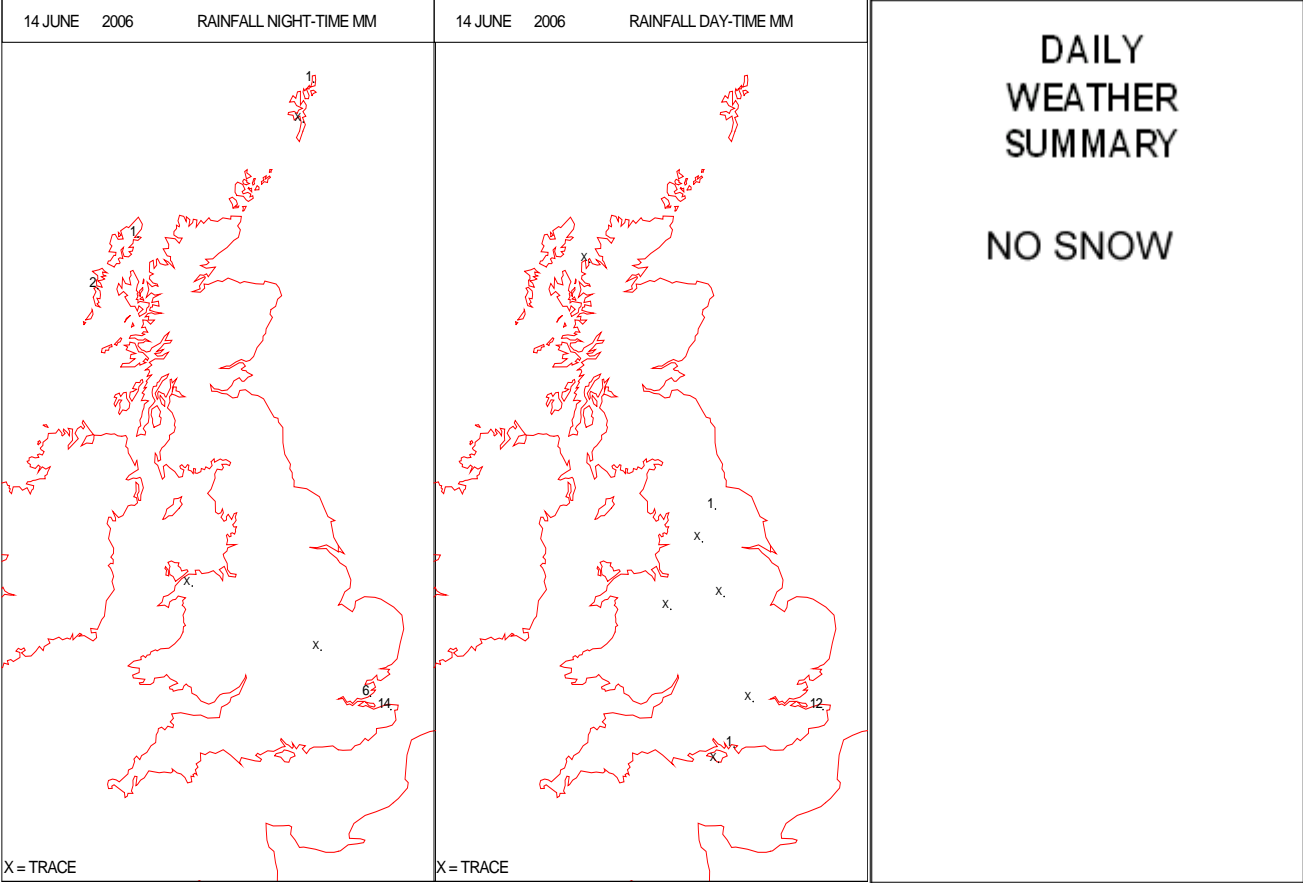 14 JUNE 2006 RAINFALL NIGHT-TIME MM
1
X.
1.
2
X.
X.
6.
14.
X = TRACE
14 JUNE 2006 RAINFALL DAY-TIME MM
X
1.
X.
X.
X.
X.
12.
1
X.
X = TRACE
DAILY
WEATHER
SUMMARY
NO SNOW